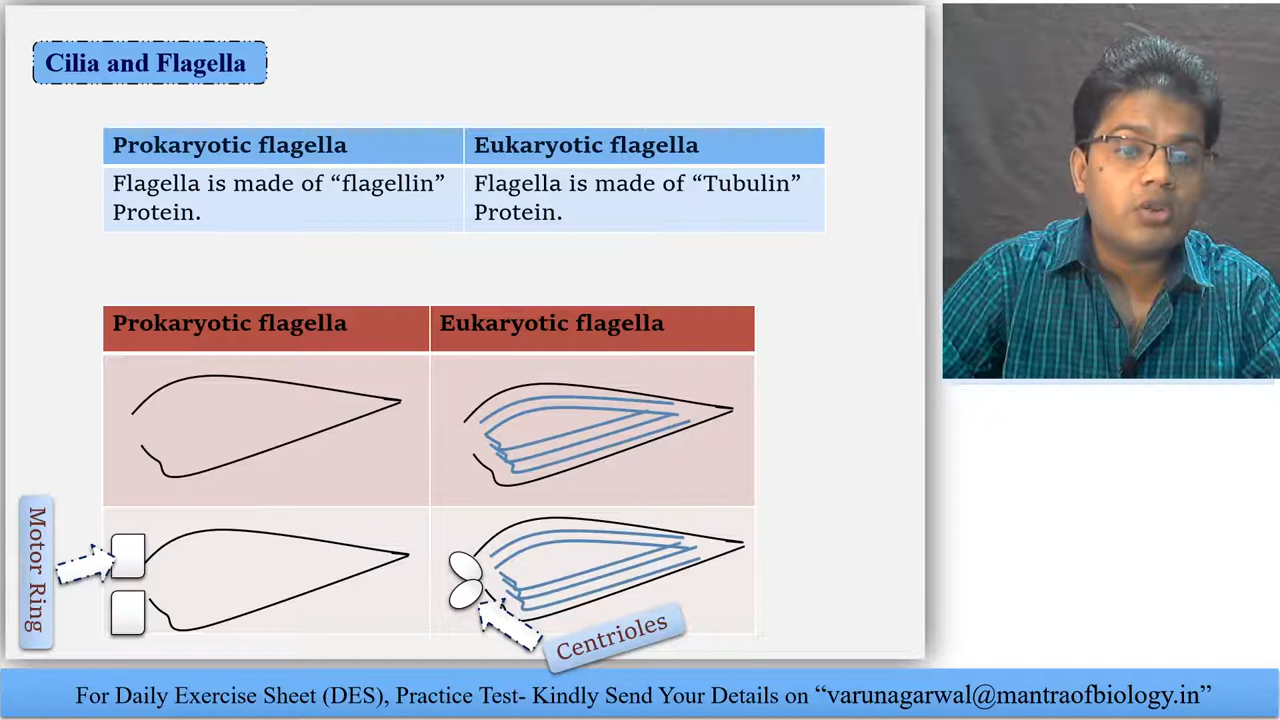 Cilia and Flagella
Prokaryotic flagella
Eukaryotic flagella
Flagella is made of “flagellin”
Protein.
Flagella is made of “Tubulin”
Protein.
Prokaryotic flagella
Eukaryotic flagella
Motor Ring
Centrioles
For Daily Exercise Sheet (DES), Practice Test- Kindly Send Your Details on “varunagarwal@mantraofbiology.in”